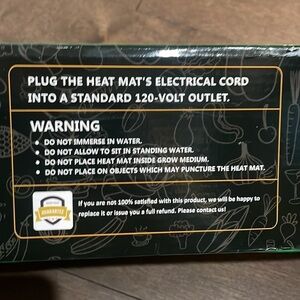 PLUG THE HEAT MAT'S ELECTRICAL CORD
INTO A STANDARD 120-VOLT OUTLET.
WARNING
• DO NOT IMMERSE IN WATER.
• DO NOT ALLOW TO SIT IN STANDING WATER.
• DO NOT PLACE HEAT MAT INSIDE GROW MEDIUM.
• DO NOT PLACE ON OBJECTS WHICH MAY PUNCTURE THE HEAT MAT.
GUARANTEE
If you are not 100% satisfied with this product, we will be happy to
replace it or issue you a full refund. Please contact us!